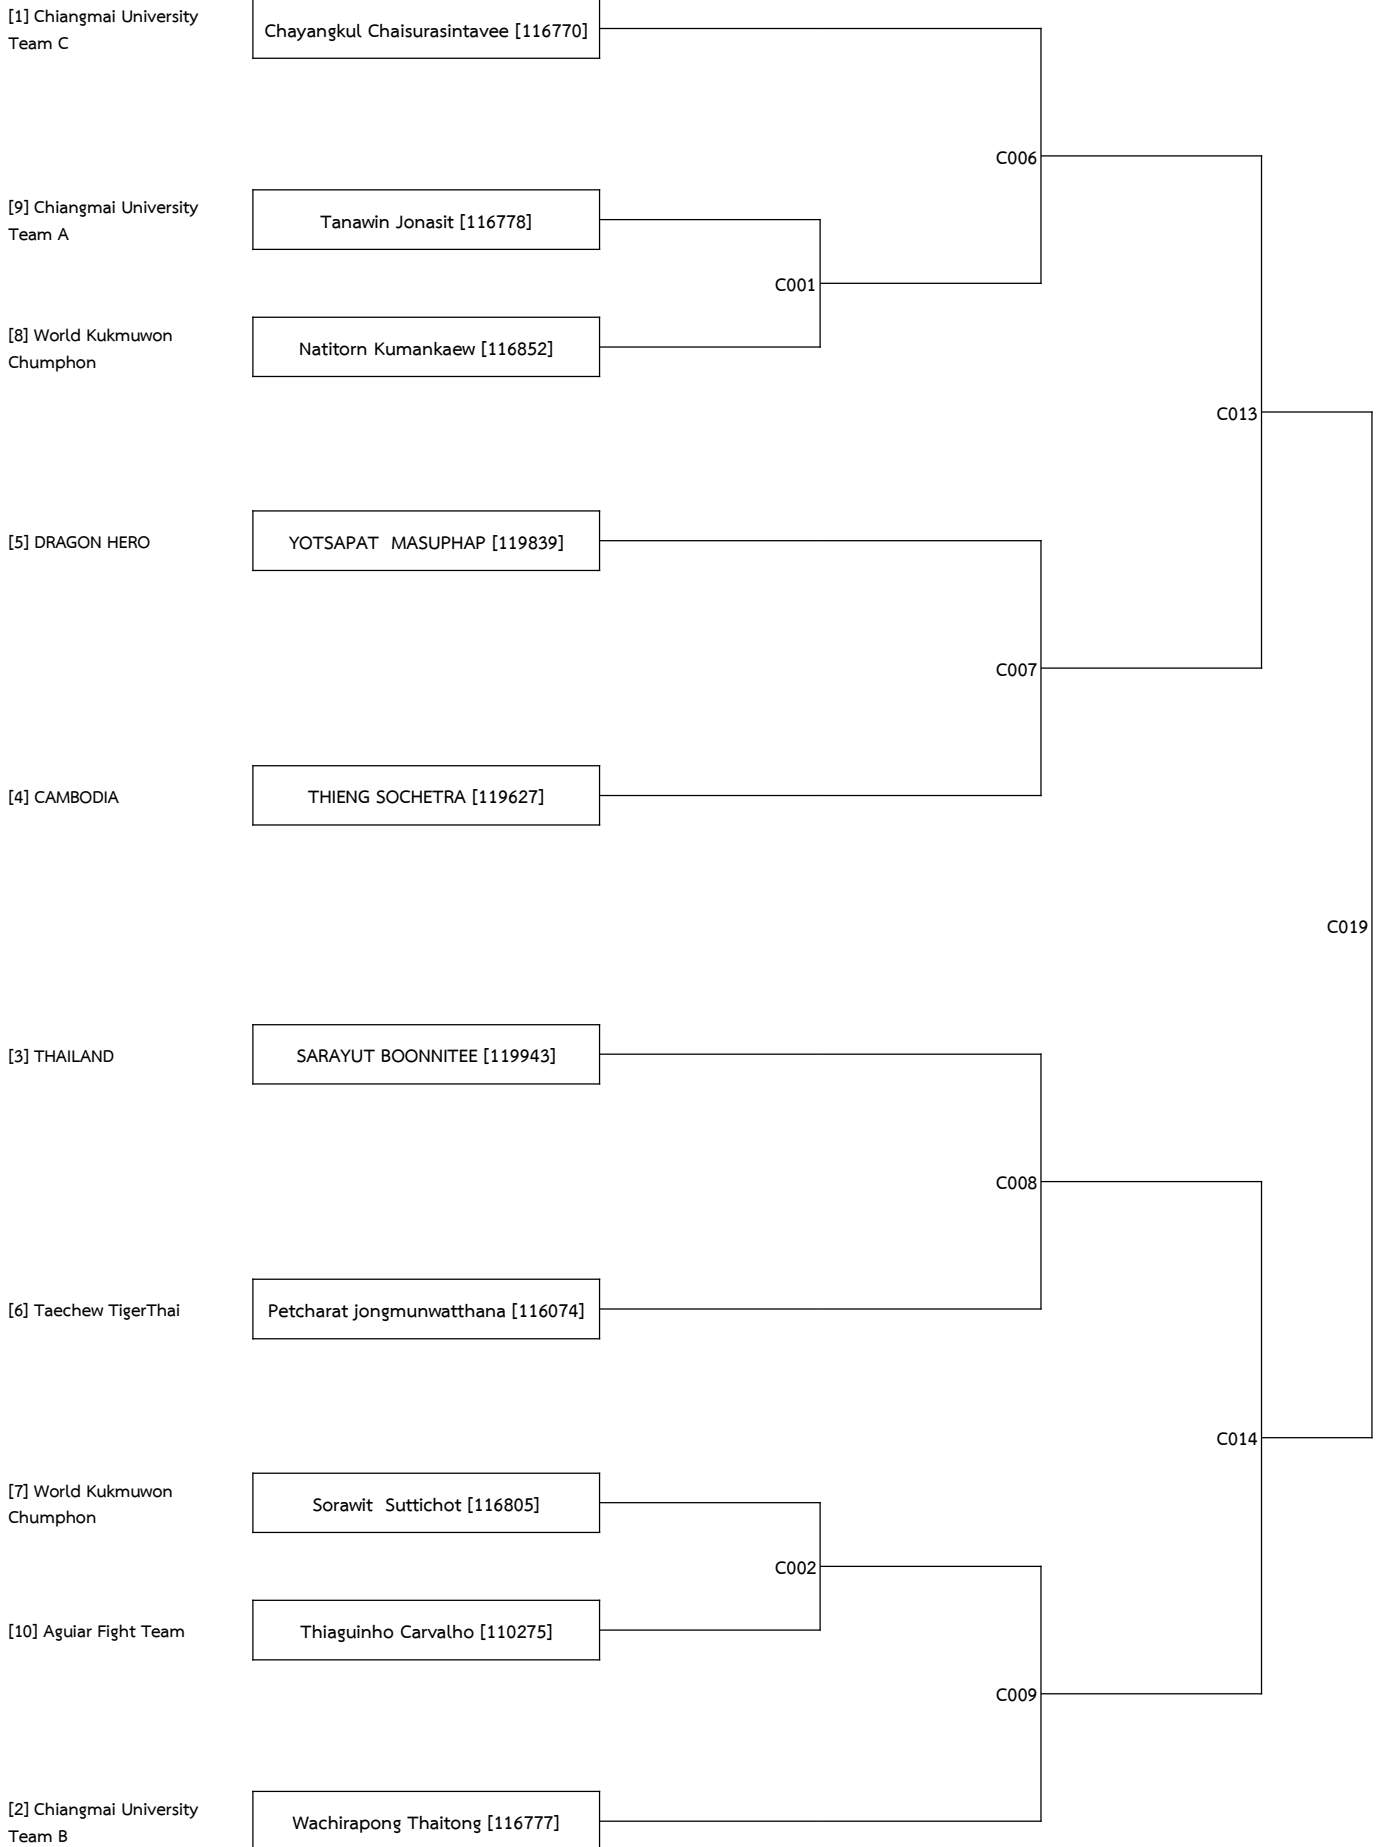 [1] Chiangmai University
Team C
Chayangkul Chaisurasintavee [116770]
C006
[9] Chiangmai University
Team A
Tanawin Jonasit [116778]
C001
[8] World Kukmuwon
Chumphon
Natitorn Kumankaew [116852]
C013
[5] DRAGON HERO
YOTSAPAT  MASUPHAP [119839]
C007
[4] CAMBODIA
THIENG SOCHETRA [119627]
C019
[3] THAILAND
SARAYUT BOONNITEE [119943]
C008
[6] Taechew TigerThai
Petcharat jongmunwatthana [116074]
C014
[7] World Kukmuwon
Chumphon
Sorawit  Suttichot [116805]
C002
[10] Aguiar Fight Team
Thiaguinho Carvalho [110275]
C009
[2] Chiangmai University
Team B
Wachirapong Thaitong [116777]